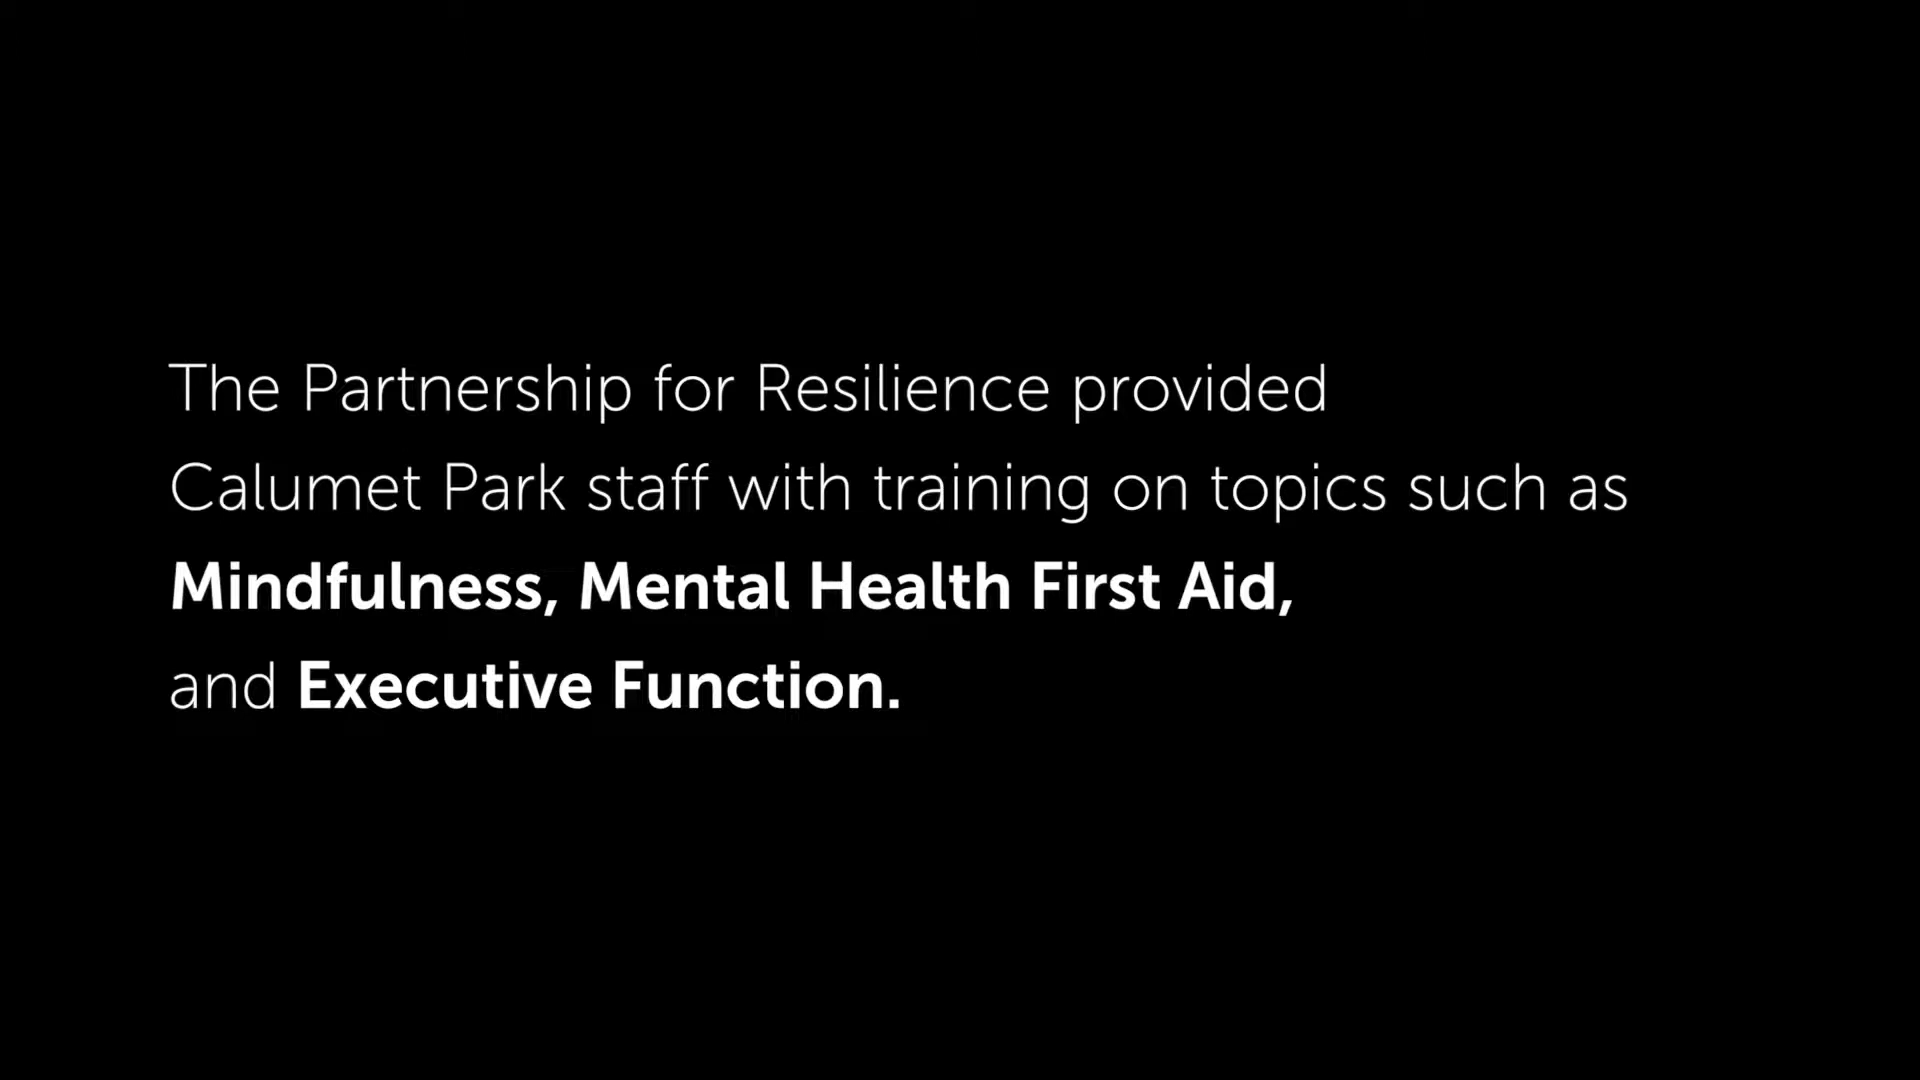 The Partnership for Resilience provided
Calumet Park staff with training on topics such as
Mindfulness, Mental Health First Aid,
and Executive Function.